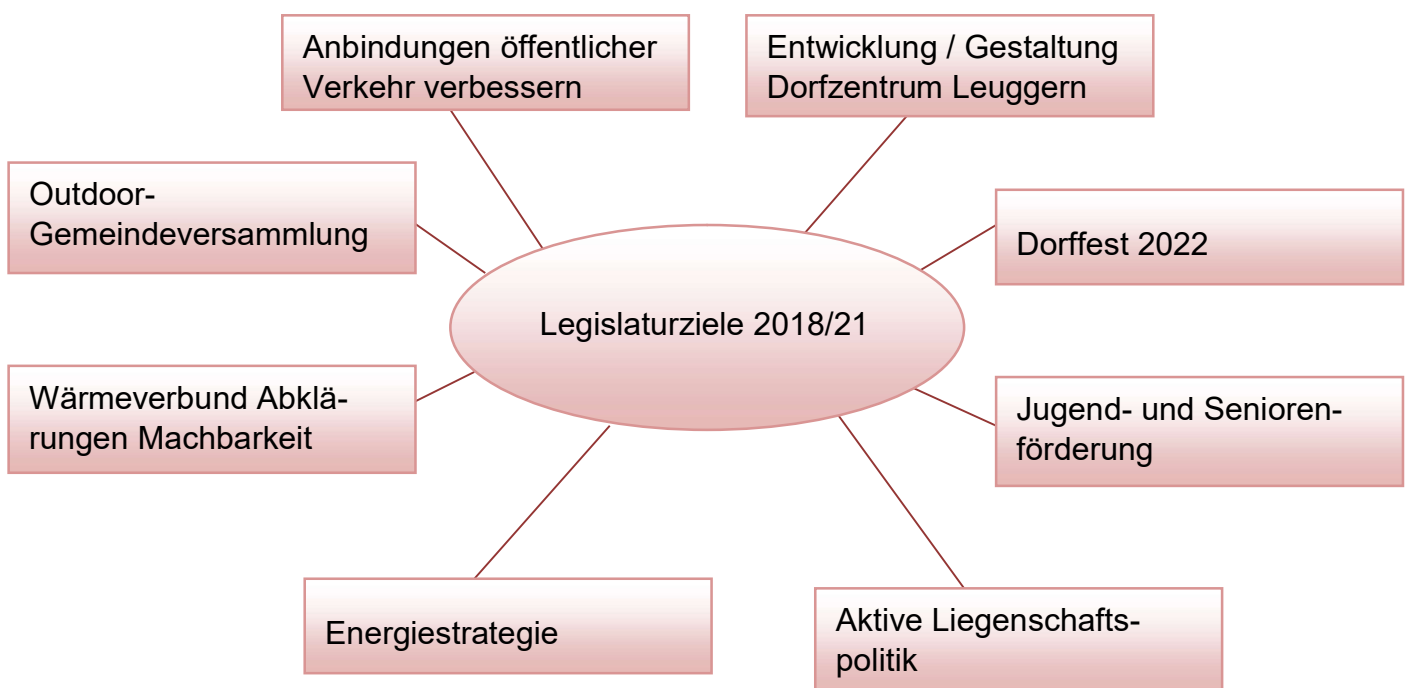 Anbindungen öffentlicher
Verkehr verbessern
Entwicklung / Gestaltung
Dorfzentrum Leuggern
Outdoor-
Gemeindeversammlung
Dorffest 2022
Legislaturziele 2018/21
Wärmeverbund Abklä-
rungen Machbarkeit
Jugend- und Senioren-
förderung
Energiestrategie
Aktive Liegenschafts-
politik